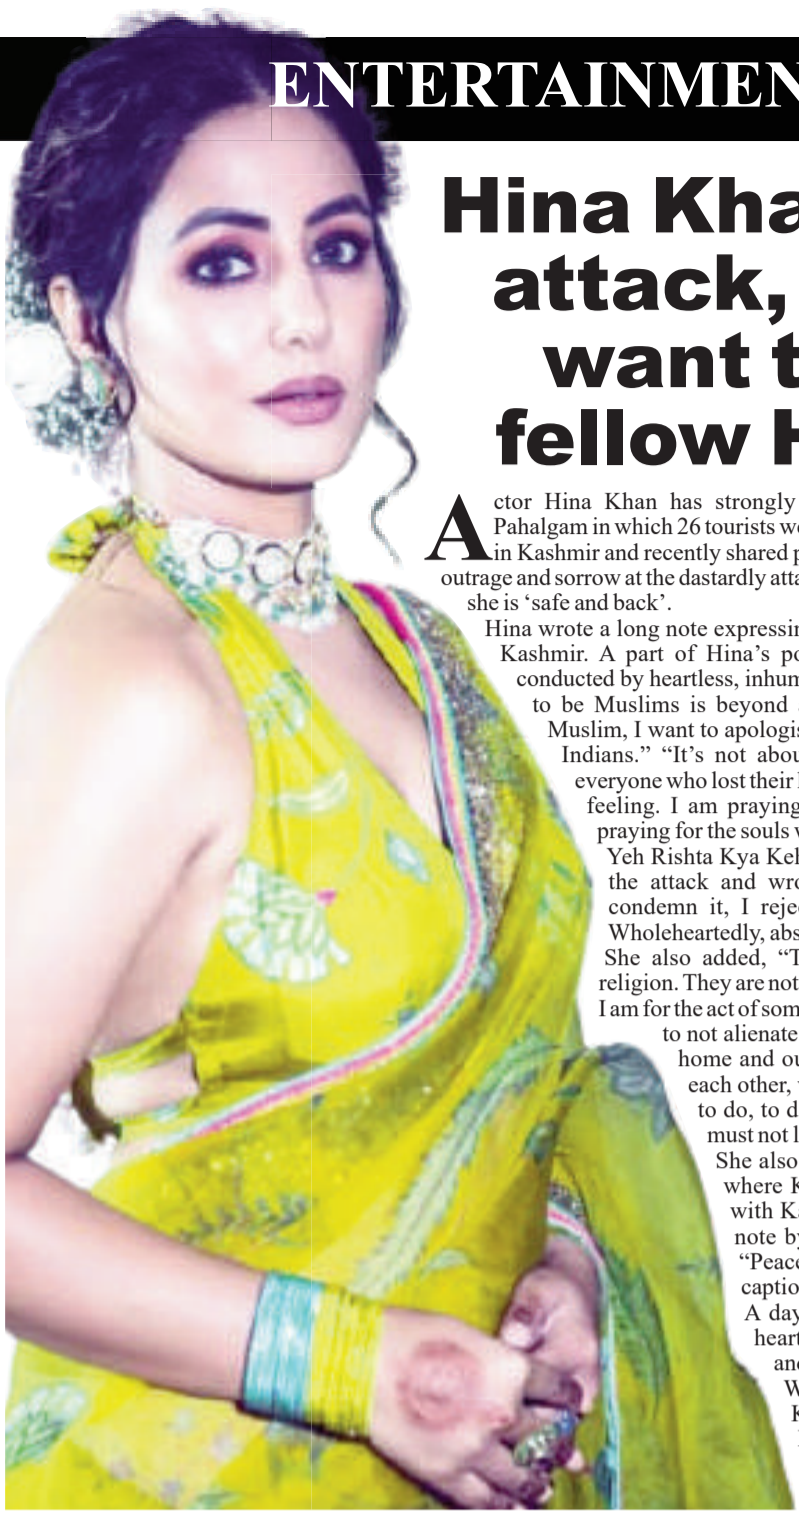 ENTERTAINMEN
Hina Kha
attack,
want t
fellow H
Actor Hina Khan has strongly
Pahalgam in which 26 tourists we
in Kashmir and recently shared p
outrage and sorrow at the dastardly atta
she is ‘safe and back’.
Hina wrote a long note expressin
Kashmir. A part of Hina’s po
conducted by heartless, inhum
to be Muslims is beyond
Muslim, I want to apologis
Indians.” “It’s not abou
everyone who lost their
feeling. I am praying
praying for the souls w
Yeh Rishta Kya Keh
the attack and wro
condemn it, I reje
Wholeheartedly, abs
She also added, “T
religion. They are not
I am for the act of som
to not alienate
home and ou
each other,
to do, to d
must not l
She also
where K
with Ka
note by
“Peace
captio
A day
heart
and
W
K